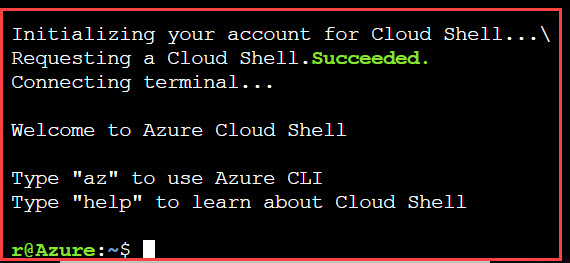 Initializing your account for Cloud Shell...\
Requesting a Cloud Shell.Succeeded.
Connecting terminal...
Welcome to Azure Cloud Shell
Type "az" to use Azure CLI
Type "help" to learn about Cloud Shell
r@Azure:~$